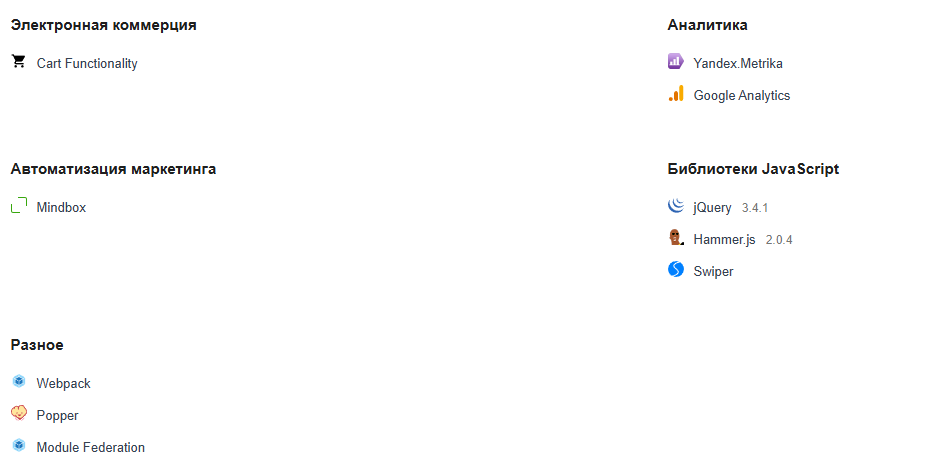 Электронная коммерция
Cart Functionality
Аналитика
Yandex.Metrika
Google Analytics
Автоматизация маркетинга
Mindbox
Библиотеки JavaScript
jQuery 3.4.1
Hammer.js 2.0.4
Swiper
Разное
Webpack
Popper
Module Federation